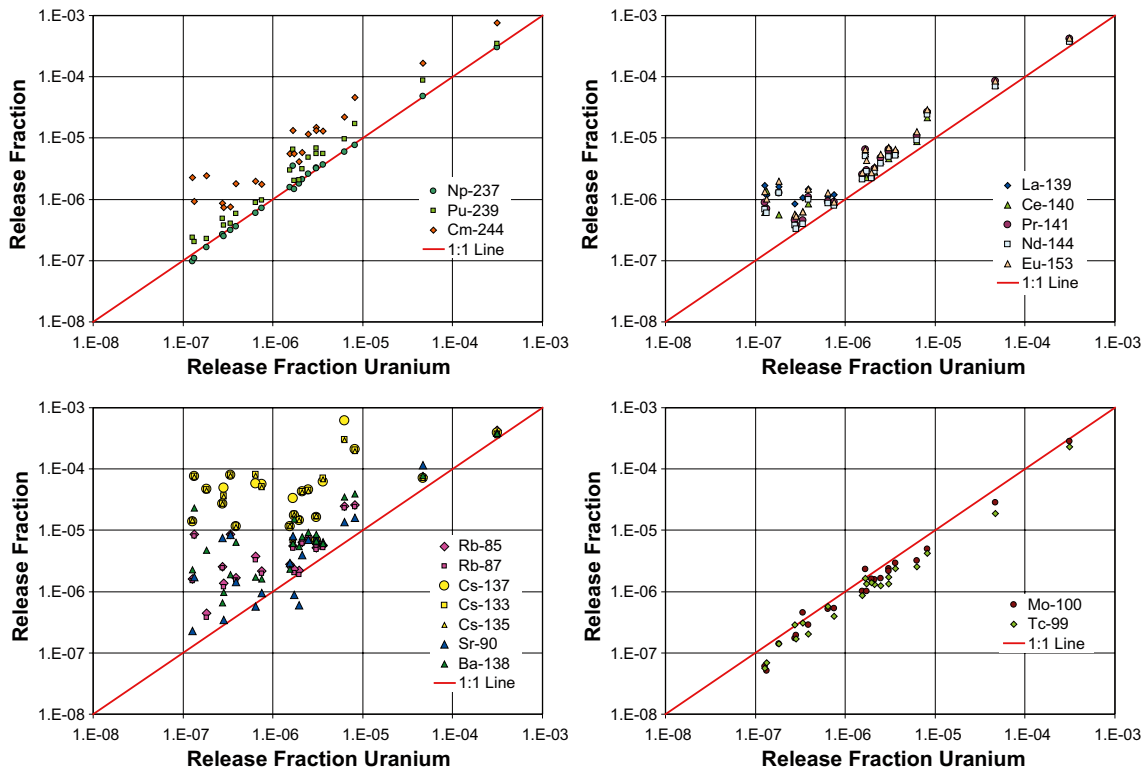 Release Fraction
1.E-03
1.E-04
1.E-05
1.E-06
1.E-07
1.E-08
Np-237
Pu-239
Cm-244
1:1 Line
1.E-08 1.E-07 1.E-06 1.E-05 1.E-04 1.E-03
Release Fraction Uranium
Release Fraction
1.E-03
1.E-04
1.E-05
1.E-06
1.E-07
1.E-08
La-139
Ce-140
Pr-141
Nd-144
Eu-153
1:1 Line
1.E-08 1.E-07 1.E-06 1.E-05 1.E-04 1.E-03
Release Fraction Uranium
Release Fraction
1.E-03
1.E-04
1.E-05
1.E-06
1.E-07
1.E-08
Rb-85
Rb-87
Cs-137
Cs-133
Cs-135
Sr-90
Ba-138
1:1 Line
1.E-08 1.E-07 1.E-06 1.E-05 1.E-04 1.E-03
Release Fraction Uranium
Release Fraction
1.E-03
1.E-04
1.E-05
1.E-06
1.E-07
1.E-08
Mo-100
Tc-99
1:1 Line
1.E-08 1.E-07 1.E-06 1.E-05 1.E-04 1.E-03
Release Fraction Uranium